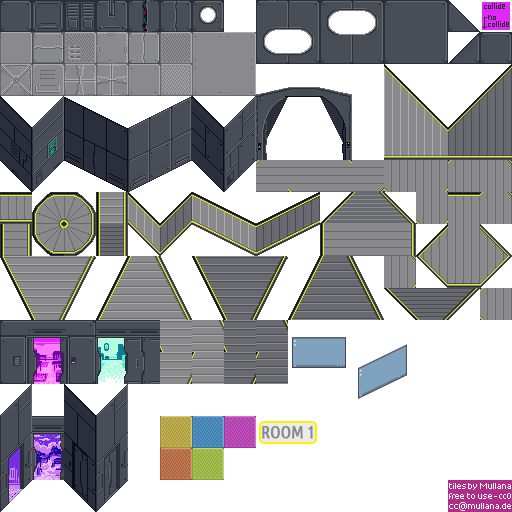 collide
no
collide
ROOM 1
tiles by Mullana
free to use - cc0
cc@mullana.de